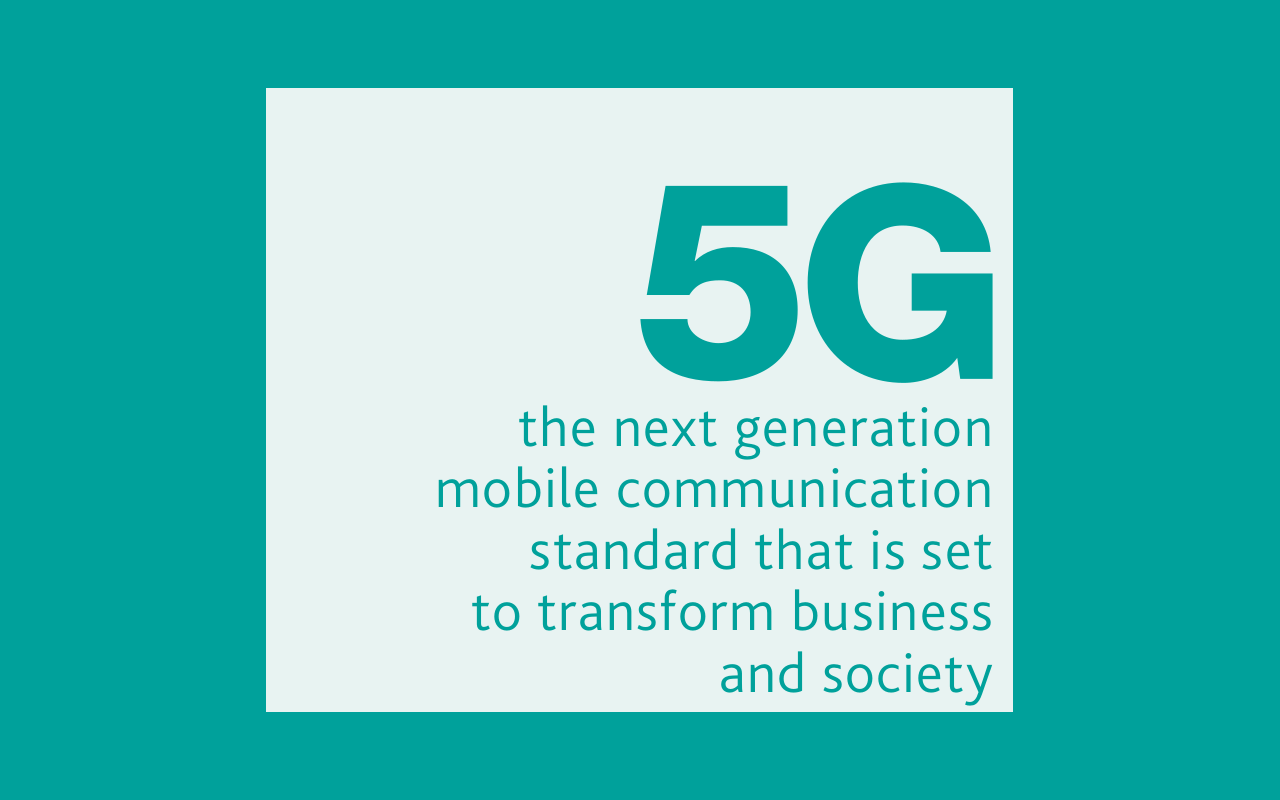 5G
the next generation
mobile communication
standard that is set
to transform business
and society